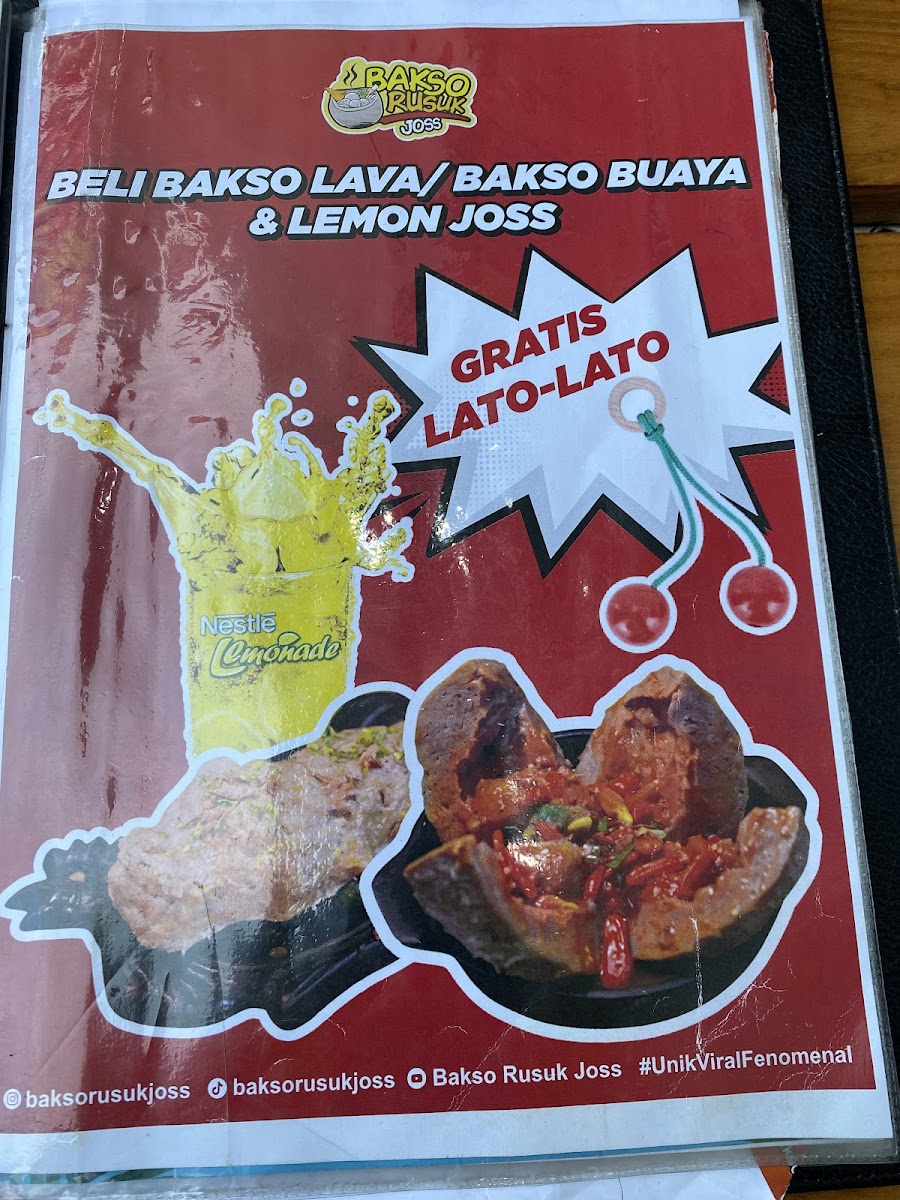 BAKSO
RUSUK
JOSS
BELI BAKSO LAVA/ BAKSO BUAYA
& LEMON JOSS
GRATIS
LATO-LATO
Nestlé
Lemonade
baksorusukjoss baksorusukjoss Bakso Rusuk Joss #UnikViralFenomenal